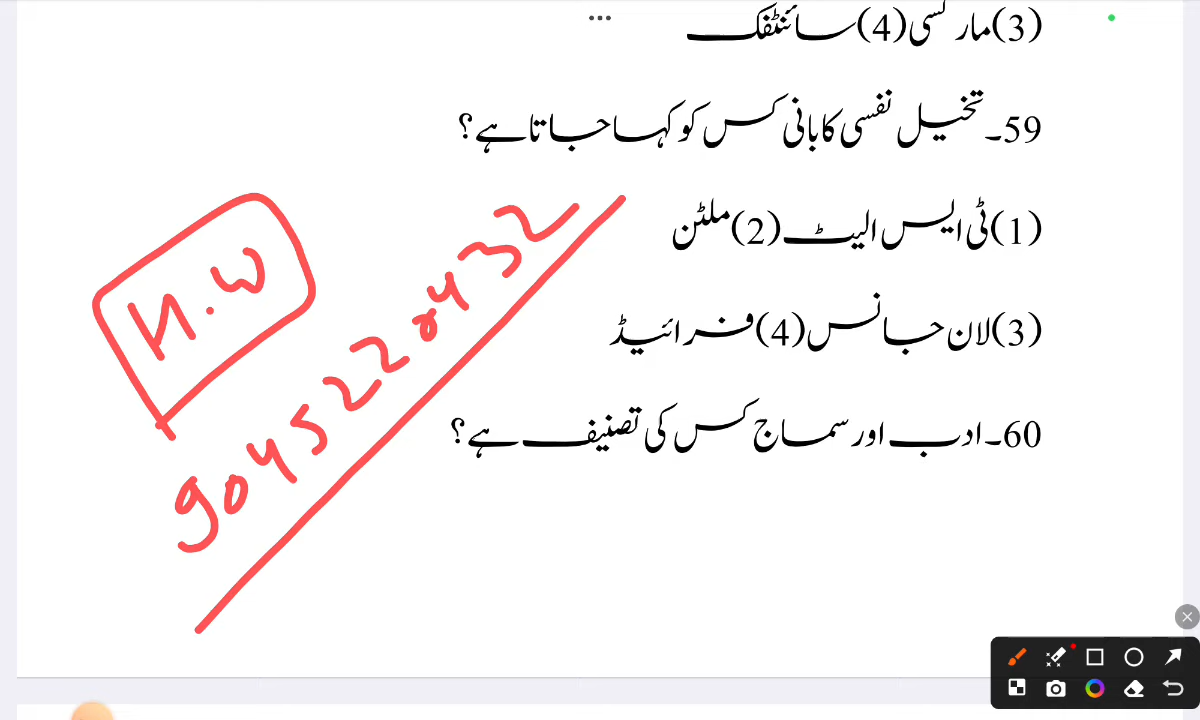 (3)مارکسی(4)سائنٹفک
59۔تخیل نفسی کا بانی کس کو کہا جاتا ہے؟
(1)ٹی ایس الیٹ(2)ملٹن
(3)لان جانس(4)فرائیڈ
60۔ادب اور سماج کس کی تصنیف ہے؟
H.W
9045220432